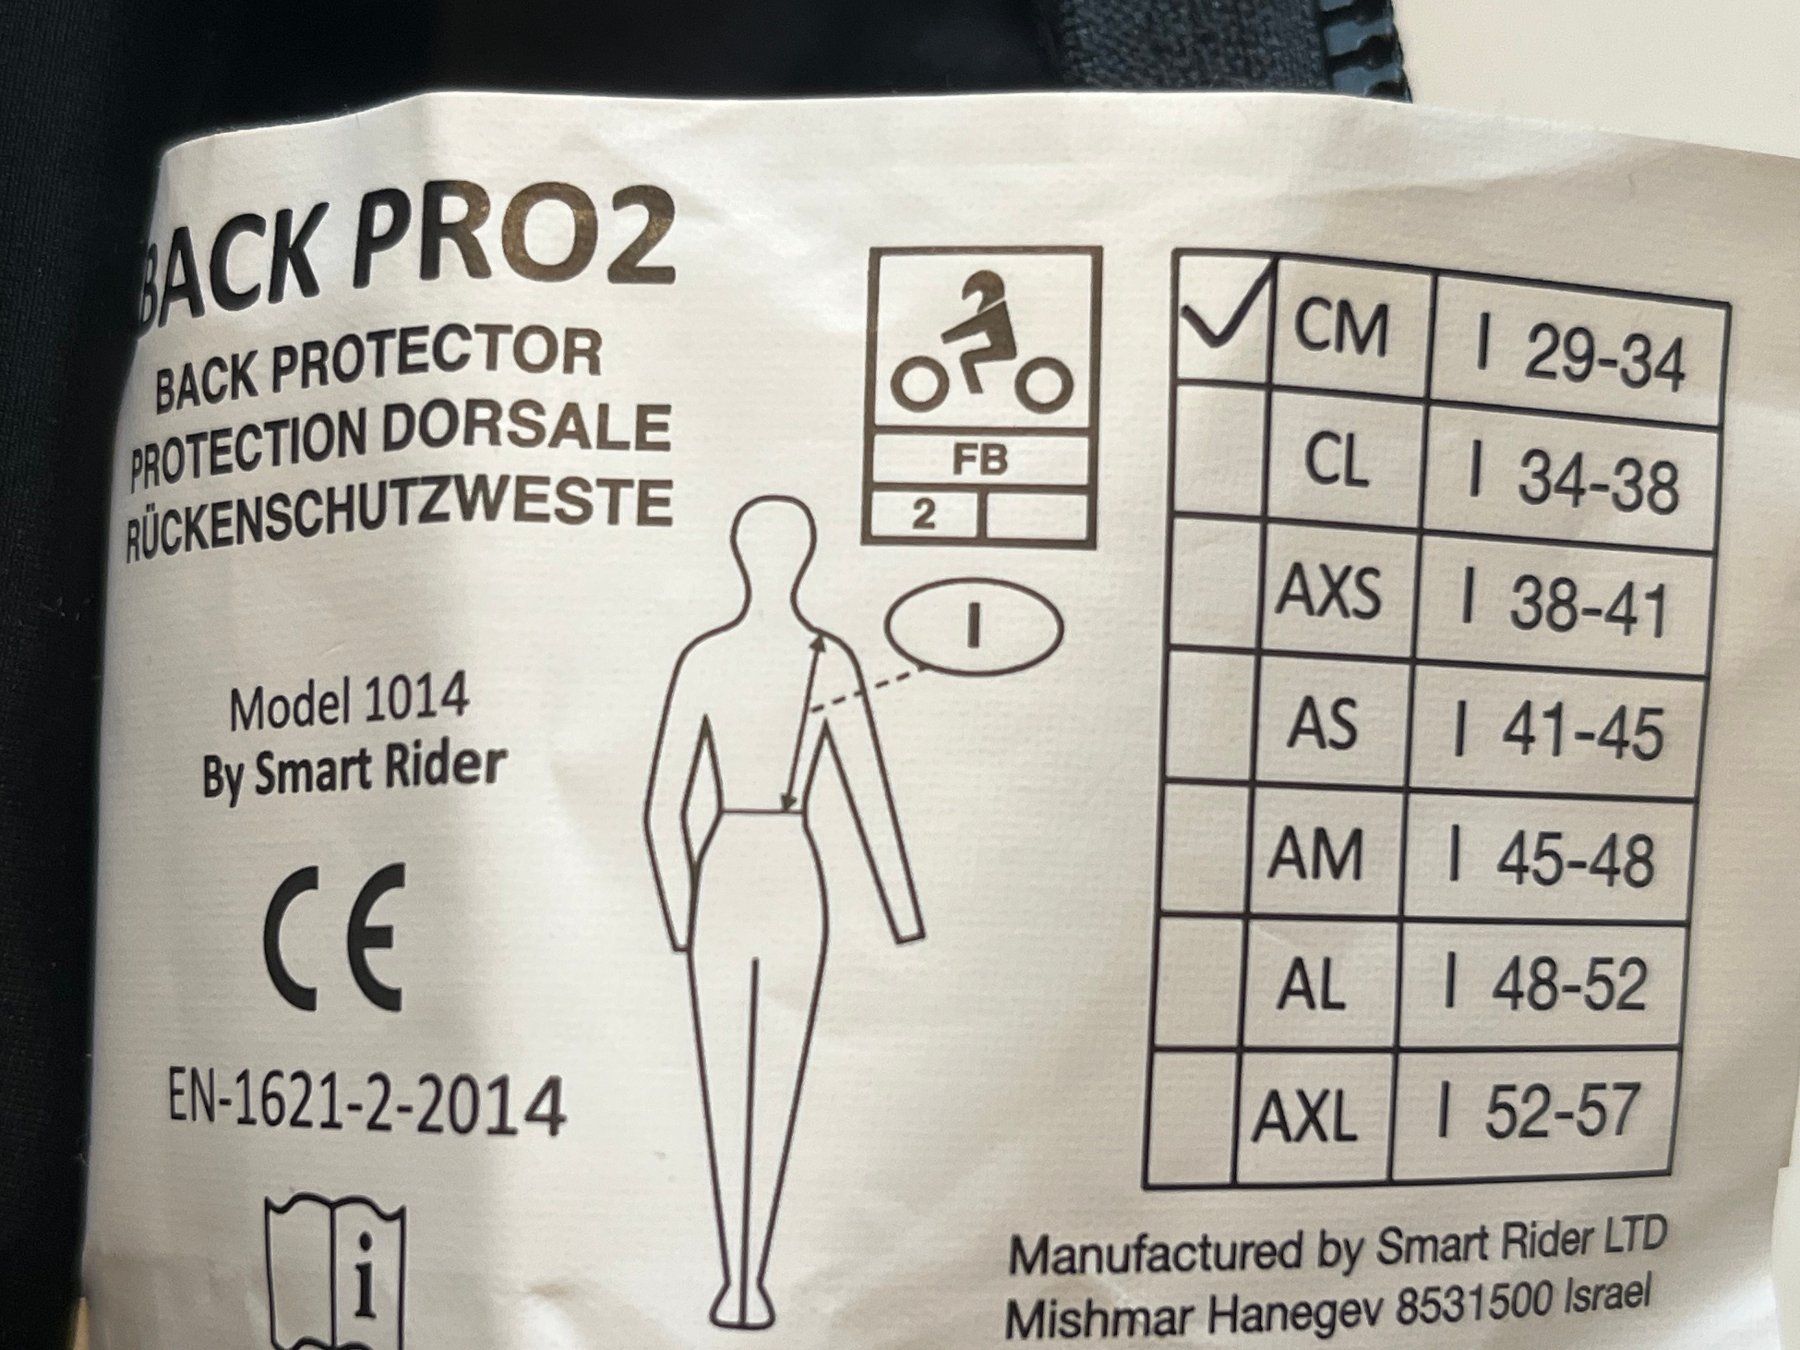 BACK PRO2
BACK PROTECTOR
PROTECTION DORSALE
RÜCKENSCHUTZWESTE
Model 1014
By Smart Rider
CE
EN-1621-2-2014
i
FB
2
I
CM I 29-34
CL I 34-38
AXS I 38-41
AS I 41-45
AM I 45-48
AL I 48-52
AXL I 52-57
Manufactured by Smart Rider LTD
Mishmar Hanegev 8531500 Israel